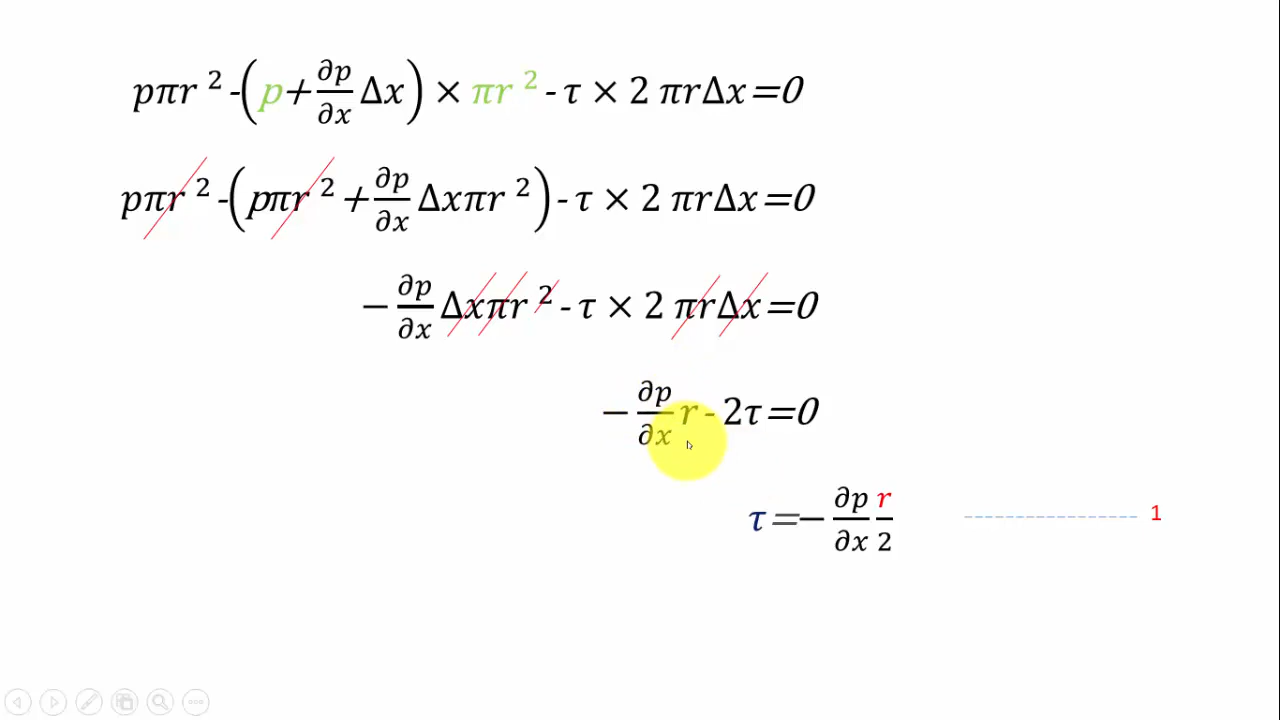 pπr ²-(p+∂p/∂x Δx) × πr ²- τ × 2 πrΔx=0
pπr ²-(pπr ²+∂p/∂x Δxπr ²)- τ × 2 πrΔx=0
−∂p/∂x Δxπr ²- τ × 2 πrΔx=0
−∂p/∂x r- 2τ=0
τ=−∂p/∂x r/2 ----------------- 1